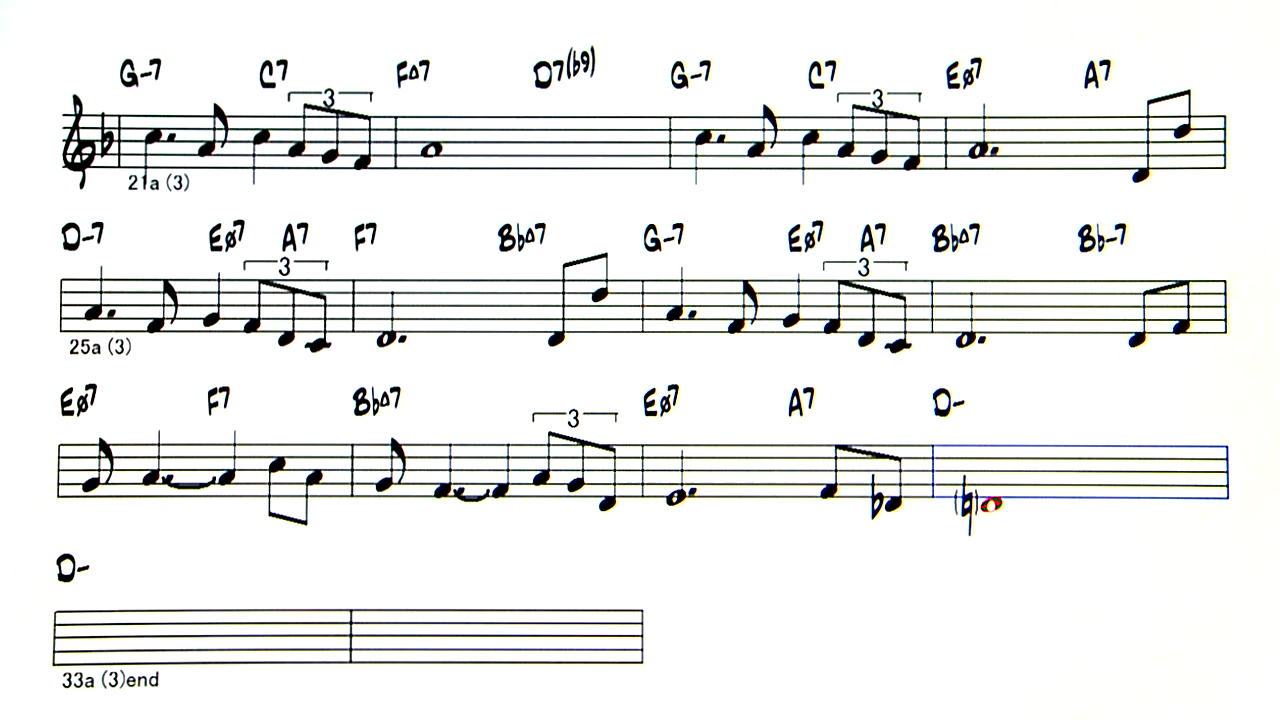 G-7 C7 F∆7 D7(b9) G-7 C7 Eø7 A7
3 3
21a (3)
D-7 Eø7 A7 F7 Bb∆7 G-7 Eø7 A7 Bb∆7 Bb-7
3 3
25a (3)
Eø7 F7 Bb∆7 Eø7 A7 D-
3
D-
33a (3)end